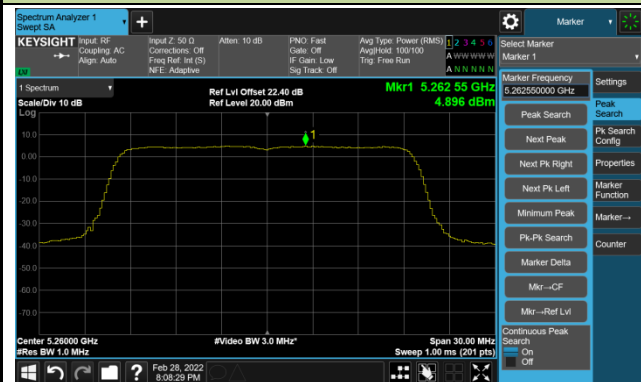 Spectrum Analyzer 1
Swept SA
+
Marker
KEYSIGHT
Input: RF
Coupling: AC
Align: Auto
Input Z: 50 Ω
Corrections: Off
Freq Ref: Int (S)
NFE: Adaptive
Atten: 10 dB
PNO: Fast
Gate: Off
IF Gain: Low
Sig Track: Off
Avg Type: Power (RMS)
Avg|Hold: 100/100
Trig: Free Run
1 2 3 4 5 6
A W W W W W
A N N N N N
Select Marker
Marker 1
LXI
1 Spectrum
Scale/Div 10 dB
Ref Lvl Offset 22.40 dB
Ref Level 20.00 dBm
Mkr1 5.262 55 GHz
4.896 dBm
Log
10.0
0.00
-10.0
-20.0
-30.0
-40.0
-50.0
-60.0
-70.0
1
Center 5.26000 GHz
#Res BW 1.0 MHz
#Video BW 3.0 MHz*
Span 30.00 MHz
Sweep 1.00 ms (201 pts)
Marker Frequency
5.262550000 GHz
Peak Search
Next Peak
Next Pk Right
Next Pk Left
Minimum Peak
Pk-Pk Search
Marker Delta
Mkr→CF
Mkr→Ref Lvl
Continuous Peak
Search
On
Off
Settings
Peak
Search
Pk Search
Config
Properties
Marker
Function
Marker→
Counter
?
Feb 28, 2022
8:08:29 PM